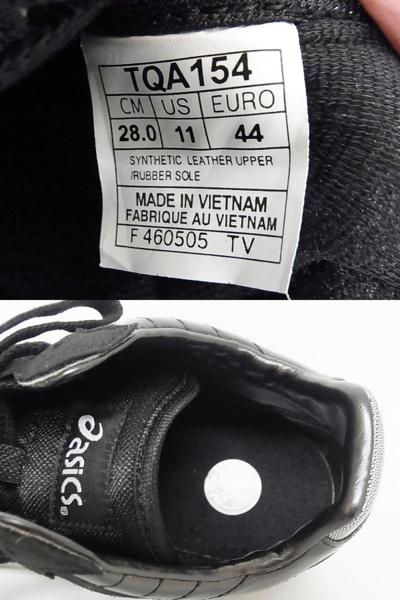 TQA154
CM US EURO
28.0 11 44
SYNTHETIC LEATHER UPPER
/RUBBER SOLE
MADE IN VIETNAM
FABRIQUE AU VIETNAM
F 460505 TV
asics